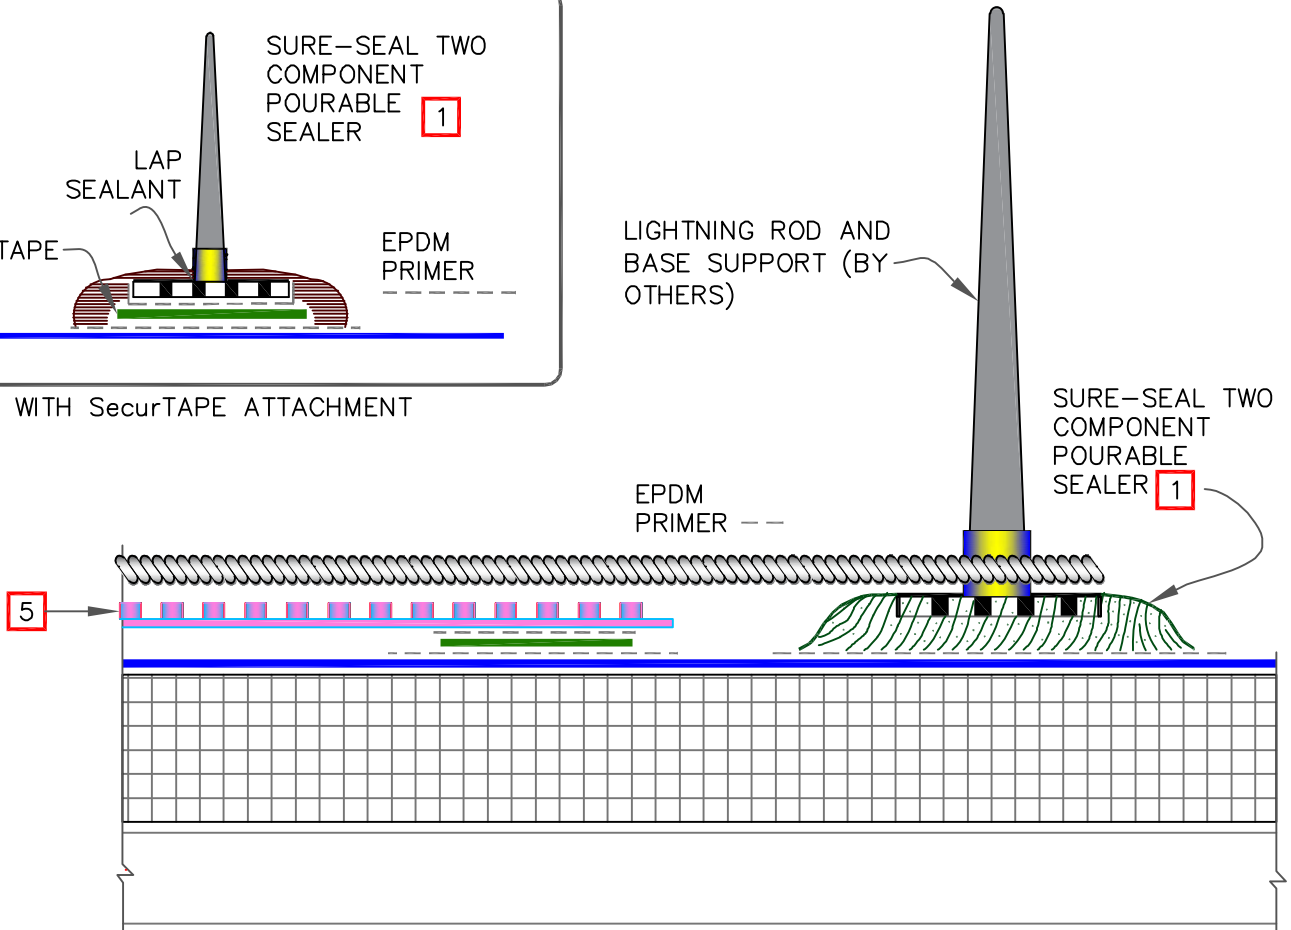 SURE-SEAL TWO
COMPONENT
POURABLE
SEALER 1
LAP
SEALANT
TAPE
EPDM
PRIMER
WITH SecurTAPE ATTACHMENT
LIGHTNING ROD AND
BASE SUPPORT (BY
OTHERS)
SURE-SEAL TWO
COMPONENT
POURABLE
SEALER 1
EPDM
PRIMER
5